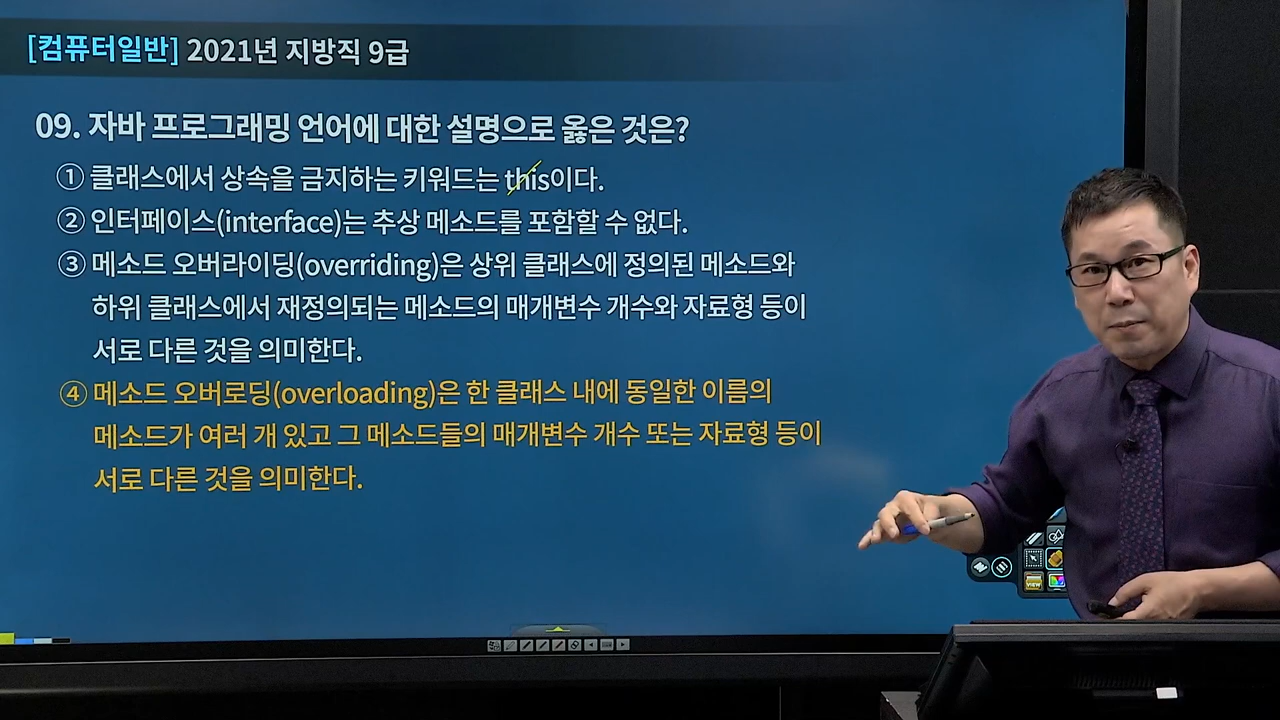 [컴퓨터일반] 2021년 지방직 9급
09. 자바 프로그래밍 언어에 대한 설명으로 옳은 것은?
① 클래스에서 상속을 금지하는 키워드는 this이다.
② 인터페이스(interface)는 추상 메소드를 포함할 수 없다.
③ 메소드 오버라이딩(overriding)은 상위 클래스에 정의된 메소드와
하위 클래스에서 재정의되는 메소드의 매개변수 개수와 자료형 등이
서로 다른 것을 의미한다.
④ 메소드 오버로딩(overloading)은 한 클래스 내에 동일한 이름의
메소드가 여러 개 있고 그 메소드들의 매개변수 개수 또는 자료형 등이
서로 다른 것을 의미한다.